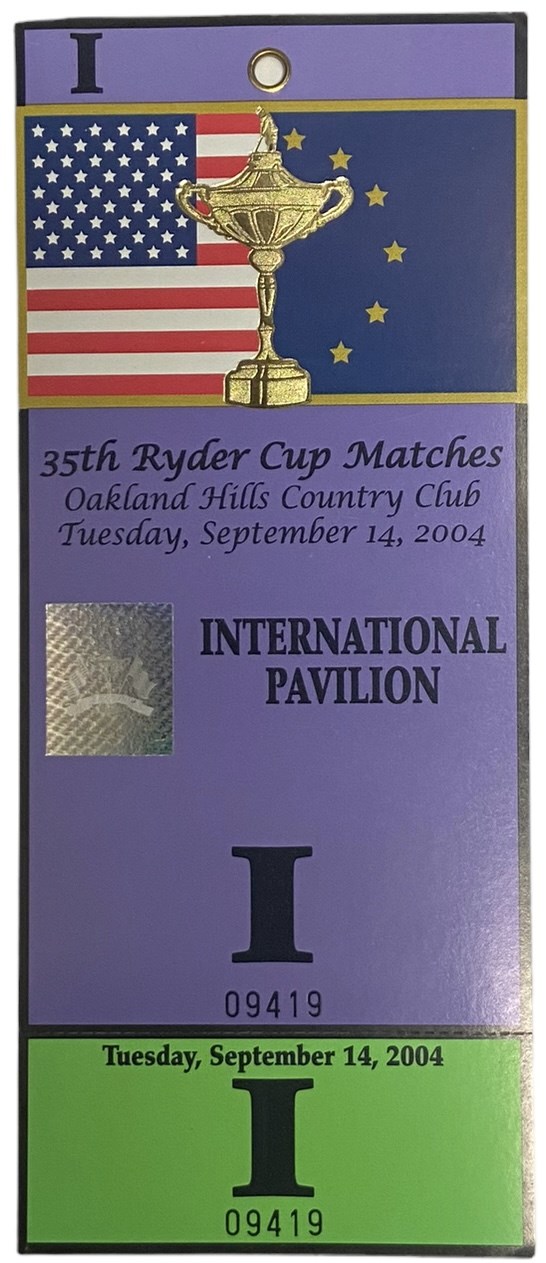 I
35th Ryder Cup Matches
Oakland Hills Country Club
Tuesday, September 14, 2004
INTERNATIONAL
PAVILION
I
09419
Tuesday, September 14, 2004
I
09419